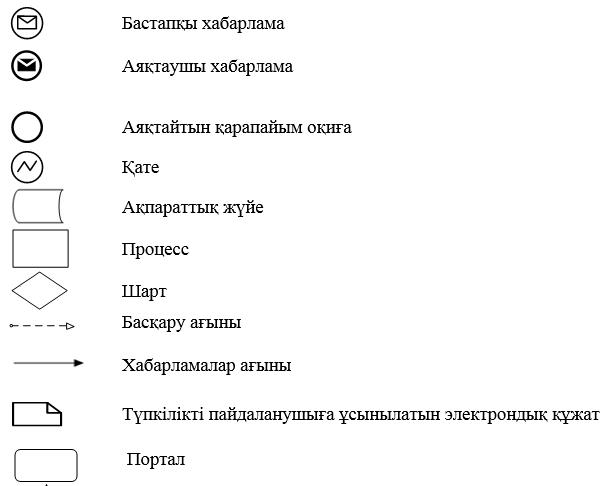 Бастапқы хабарлама
Аяқтаушы хабарлама
Аяқтайтын қарапайым оқиға
Қате
Ақпараттық жүйе
Процесс
Шарт
Басқару ағыны
Хабарламалар ағыны
Түпкілікті пайдаланушыға ұсынылатын электрондық құжат
Портал